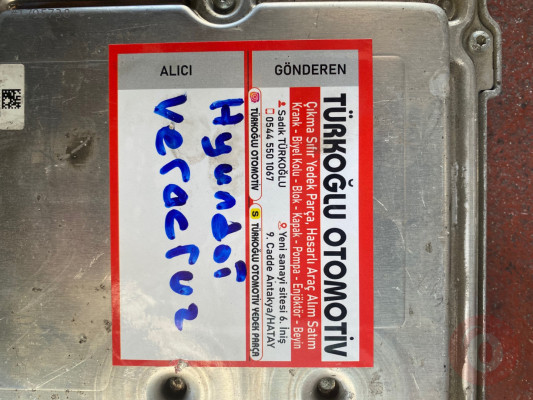 ALICI
Hyundai
Veracruz
GÖNDEREN
TÜRKOĞLU OTOMOTİV
Çıkma Sıfır Yedek Parça, Hasarlı Araç Alım Satım
Krank - Biyel Kolu - Blok - Kapak - Pompa - Enjöktör - Beyin
Sadık TÜRKOĞLU
0544 550 1067
Yeni sanayi sitesi 6. İniş
9. Cadde Antakya/HATAY
TÜRKOĞLU OTOMOTİV
TÜRKOĞLU OTOMOTİV YEDEK PARÇA